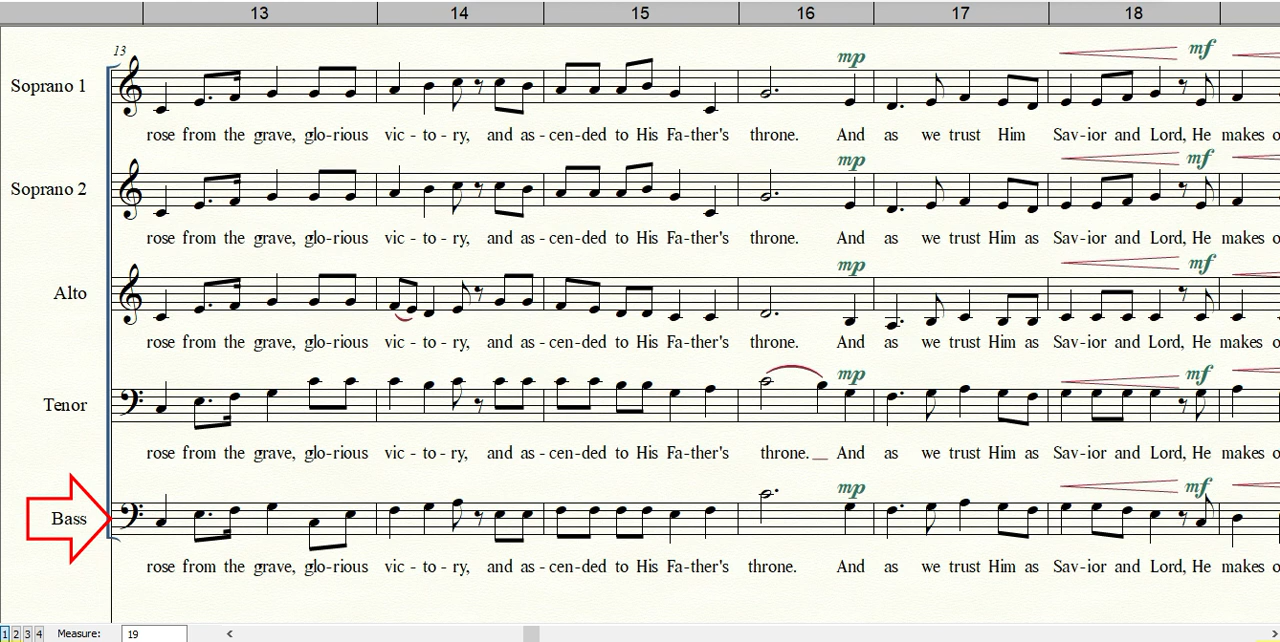 13 14 15 16 17 18
13
mf
mp
Soprano 1
rose from the grave, glo-rious vic - to - ry, and as - cen-ded to His Fa-ther's throne. And as we trust Him Sav-ior and Lord, He makes o
mp mf
Soprano 2
rose from the grave, glo-rious vic - to - ry, and as - cen-ded to His Fa-ther's throne. And as we trust Him as Sav-ior and Lord, He makes o
mp mf
Alto
rose from the grave, glo-rious vic - to - ry, and as - cen-ded to His Fa-ther's throne. And as we trust Him as Sav-ior and Lord, He makes o
mp mf
Tenor
rose from the grave, glo-rious vic - to - ry, and as - cen-ded to His Fa-ther's throne.__ And as we trust Him as Sav-ior and Lord, He makes o
mp mf
Bass
rose from the grave, glo-rious vic - to - ry, and as - cen-ded to His Fa-ther's throne. And as we trust Him as Sav-ior and Lord, He makes o
1 2 3 4 Measure: 19